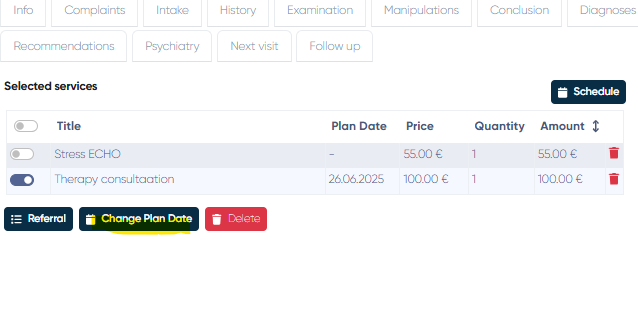 Info Complaints Intake History Examination Manipulations Conclusion Diagnoses
Recommendations Psychiatry Next visit Follow up
Selected services
Schedule
Title Plan Date Price Quantity Amount
Stress ECHO - 55.00 € 1 55.00 €
Therapy consultaation 26.06.2025 100.00 € 1 100.00 €
Referral Change Plan Date Delete